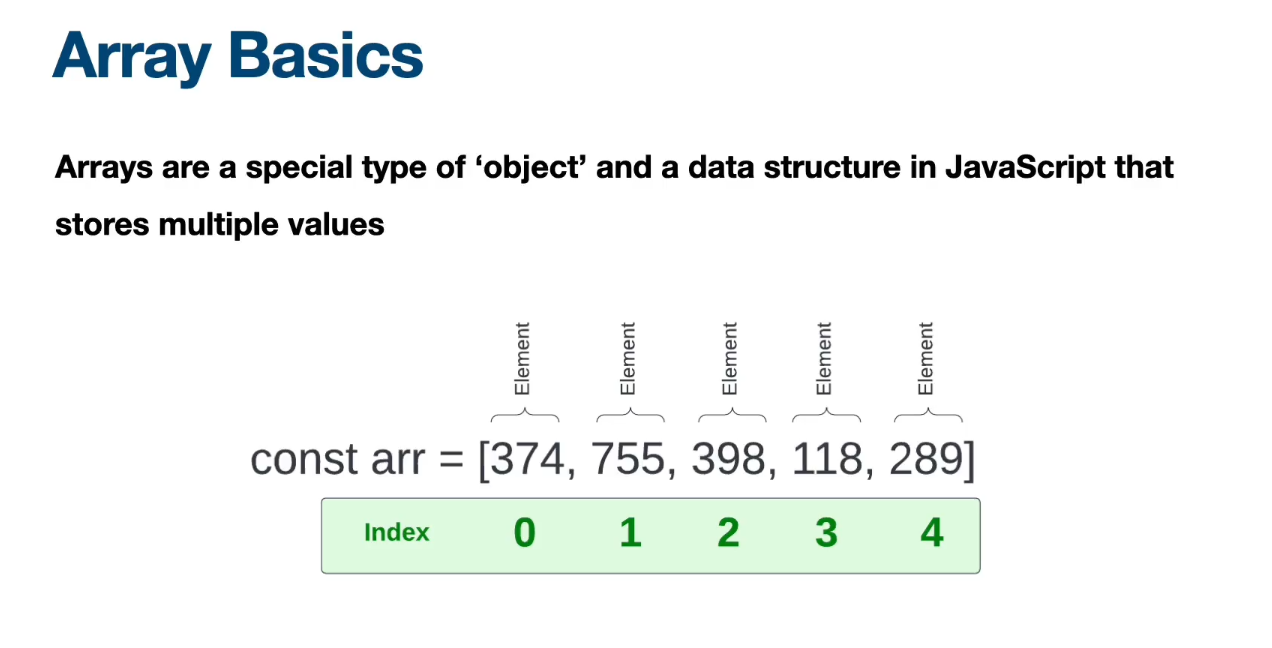 Array Basics
Arrays are a special type of ‘object’ and a data structure in JavaScript that
stores multiple values
Element Element Element Element Element
const arr = [374, 755, 398, 118, 289]
Index 0 1 2 3 4